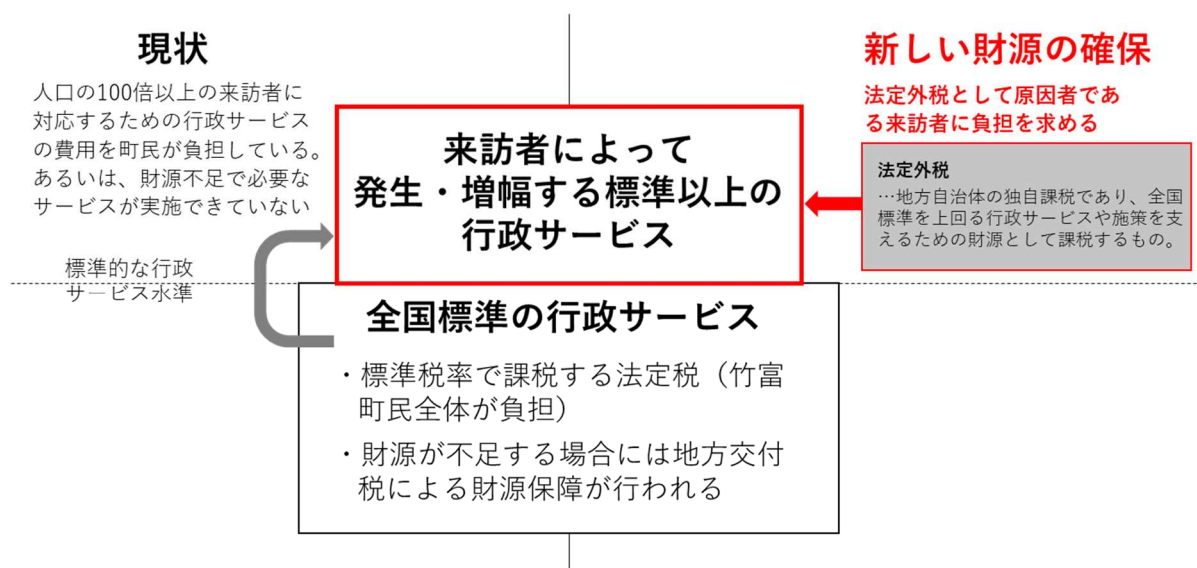 現状
人口の100倍以上の来訪者に
対応するための行政サービス
の費用を町民が負担している。
あるいは、財源不足で必要な
サービスが実施できていない
標準的な行政
サービス水準
来訪者によって
発生・増幅する標準以上の
行政サービス
新しい財源の確保
法定外税として原因者であ
る来訪者に負担を求める
法定外税
…地方自治体の独自課税であり、全国
標準を上回る行政サービスや施策を支
えるための財源として課税するもの。
全国標準の行政サービス
・標準税率で課税する法定税（竹富
町民全体が負担）
・財源が不足する場合には地方交付
税による財源保障が行われる